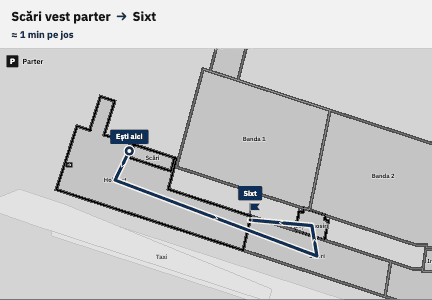 Scări vest parter → Sixt
≈ 1 min pe jos
P Parter
Ești aici
Banda 1
Scări
Banda 2
Sixt
Taxi